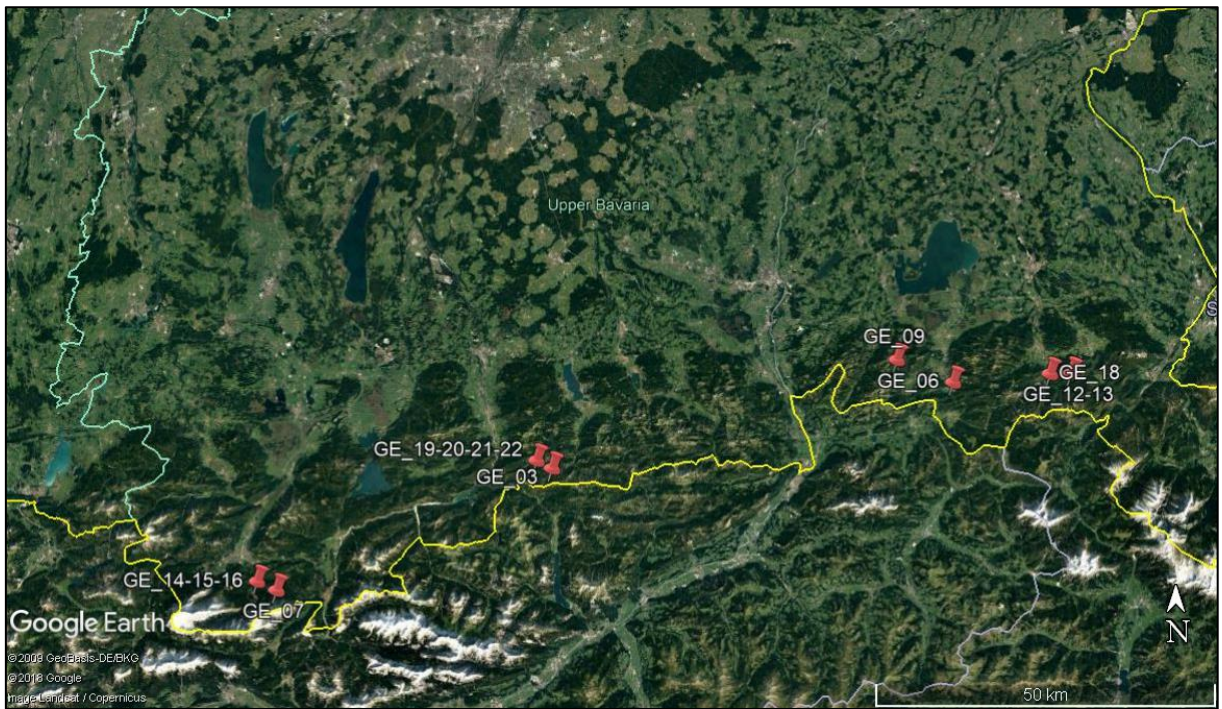 Upper Bavaria
GE_09
GE_06
GE_18
GE_12-13
GE_19-20-21-22
GE_03
GE_14-15-16
GE_07
Google Earth
N
©2009 GeoBasis-DE/BKG
©2018 Google
Image Landsat / Copernicus
50 km